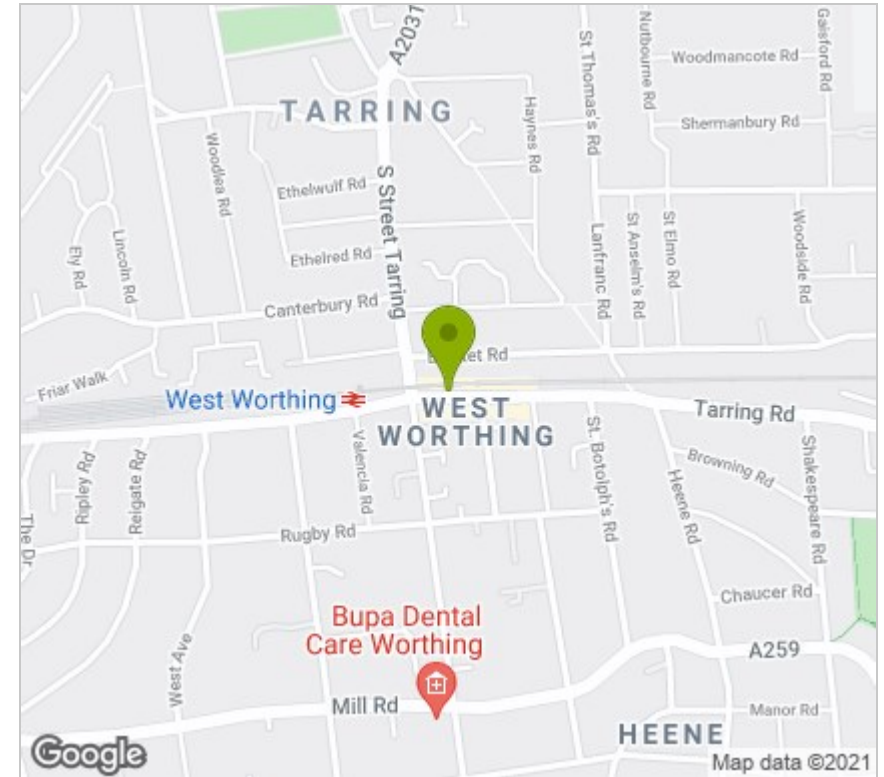 A2031
Nutbourne Rd
Gaisford Rd
Woodmancote Rd
St Thomas's Rd
TARRING
Haynes Rd
Shermanbury Rd
Woodlea Rd
Ethelwulf Rd
S Street Tarring
Ely Rd
Lincoln Rd
Ethelred Rd
Lanfranc Rd
St Anselm's Rd
St Elmo Rd
Woodside Rd
Canterbury Rd
Rd
Friar Walk
West Worthing
WEST
WORTHING
Tarring Rd
Valencia Rd
St. Botolph's Rd
Browning Rd
Shakespeare Rd
Ripley Rd
Reigate Rd
Heene Rd
The Dr
Rugby Rd
Chaucer Rd
Bupa Dental
Care Worthing
A259
West Ave
Mill Rd
Manor Rd
HEENE
Google
Map data ©2021